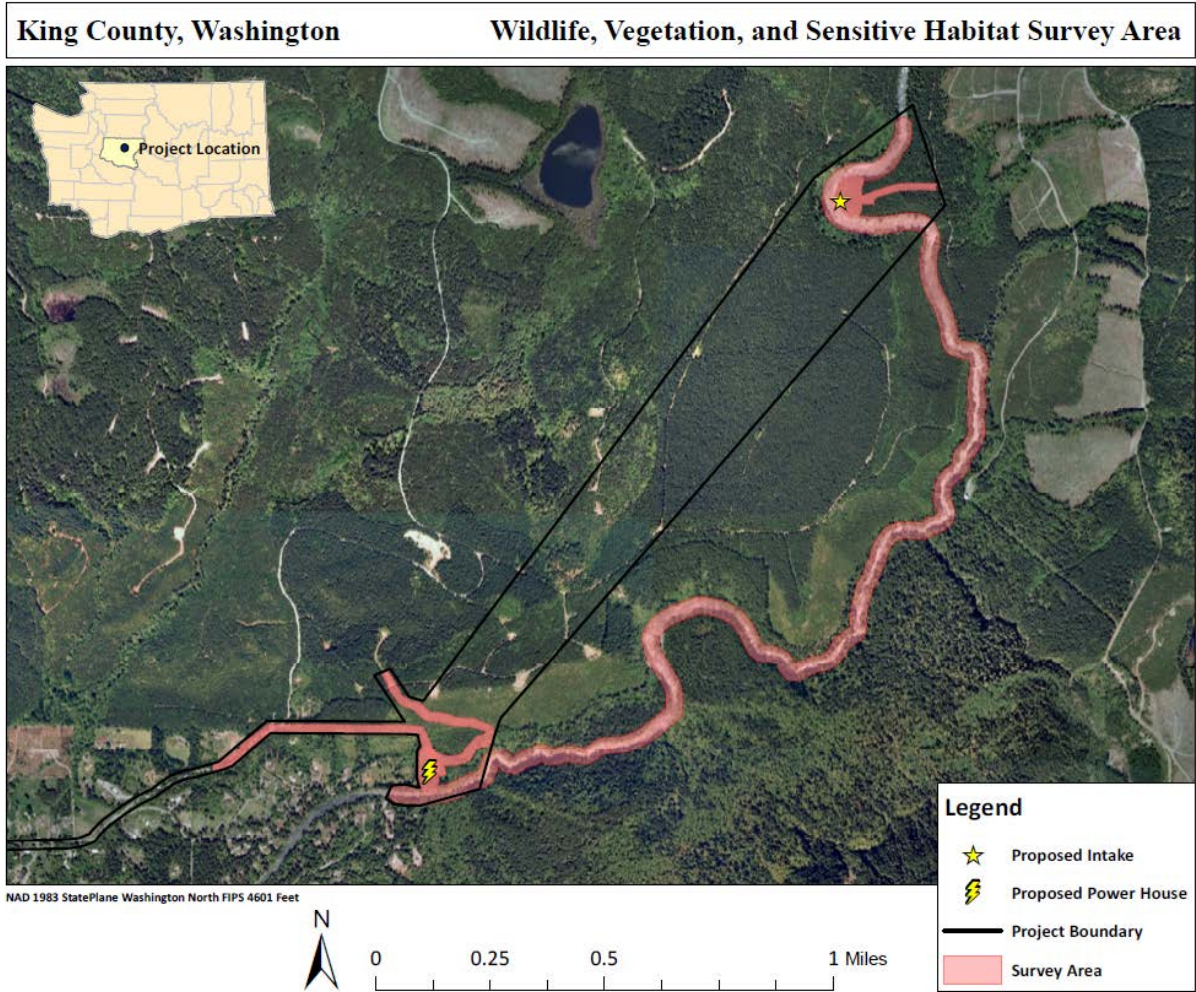 King County, Washington Wildlife, Vegetation, and Sensitive Habitat Survey Area
Project Location
Legend
Proposed Intake
Proposed Power House
Project Boundary
Survey Area
NAD 1983 StatePlane Washington North FIPS 4601 Feet
N
0 0.25 0.5 1 Miles